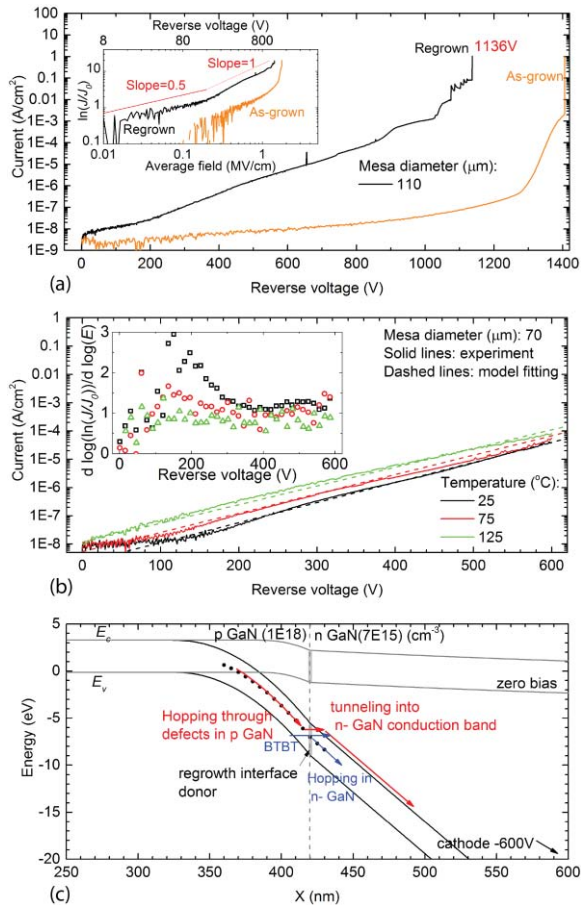 Reverse voltage (V)
8 80 800
ln(J/J0)
20
10
1
0.1
Slope=0.5
Slope=1
Regrown
As-grown
0.01 0.1 1
Average field (MV/cm)
Regrown 1136V
As-grown
Mesa diameter (μm):
110
Current (A/cm²)
1
0.1
0.01
1E-3
1E-4
1E-5
1E-6
1E-7
1E-8
1E-9
0 200 400 600 800 1000 1200 1400
(a) Reverse voltage (V)
d log(ln(J/J0))/d log(E)
3
2
1
0
0 200 400 600
Reverse voltage (V)
Mesa diameter (μm): 70
Solid lines: experiment
Dashed lines: model fitting
Temperature (°C):
25
75
125
Current (A/cm²)
1
0.1
0.01
1E-3
1E-4
1E-5
1E-6
1E-7
1E-8
0 100 200 300 400 500 600
(b) Reverse voltage (V)
Energy (eV)
5
0
-5
-10
-15
-20
Ec
Ev
p GaN (1E18) n GaN(7E15) (cm-3)
zero bias
Hopping through
defects in p GaN
tunneling into
n- GaN conduction band
BTBT
regrowth interface
donor
Hopping in
n- GaN
cathode -600V
250 300 350 400 450 500 550 600
(c) X (nm)